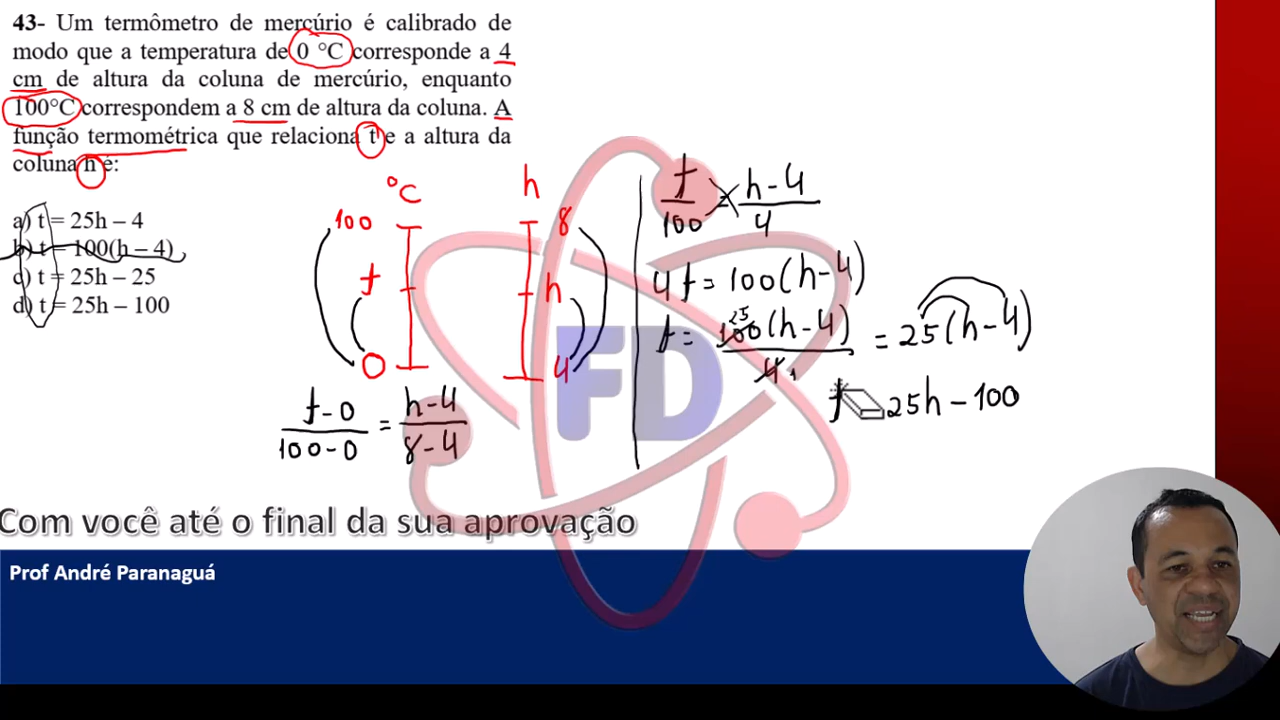 43- Um termômetro de mercúrio é calibrado de
modo que a temperatura de 0 °C corresponde a 4
cm de altura da coluna de mercúrio, enquanto
100°C correspondem a 8 cm de altura da coluna. A
função termométrica que relaciona t e a altura da
coluna h é:
a) t = 25h – 4
b) t = 100(h – 4)
c) t = 25h – 25
d) t = 25h – 100
°C
h
100
8
t
h
0
4
t-0/100-0 = h-4/8-4
t/100 = h-4/4
4t = 100(h-4)
t = 25 100(h-4)/4 1 = 25(h-4)
t 25h - 100
FD
Com você até o final da sua aprovação
Prof André Paranaguá